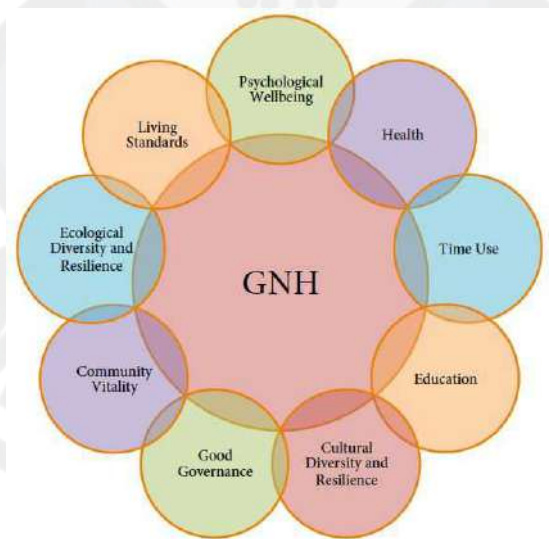 Psychological
Wellbeing
Health
Time Use
Education
Cultural
Diversity and
Resilience
Good
Governance
Community
Vitality
Ecological
Diversity and
Resilience
Living
Standards
GNH